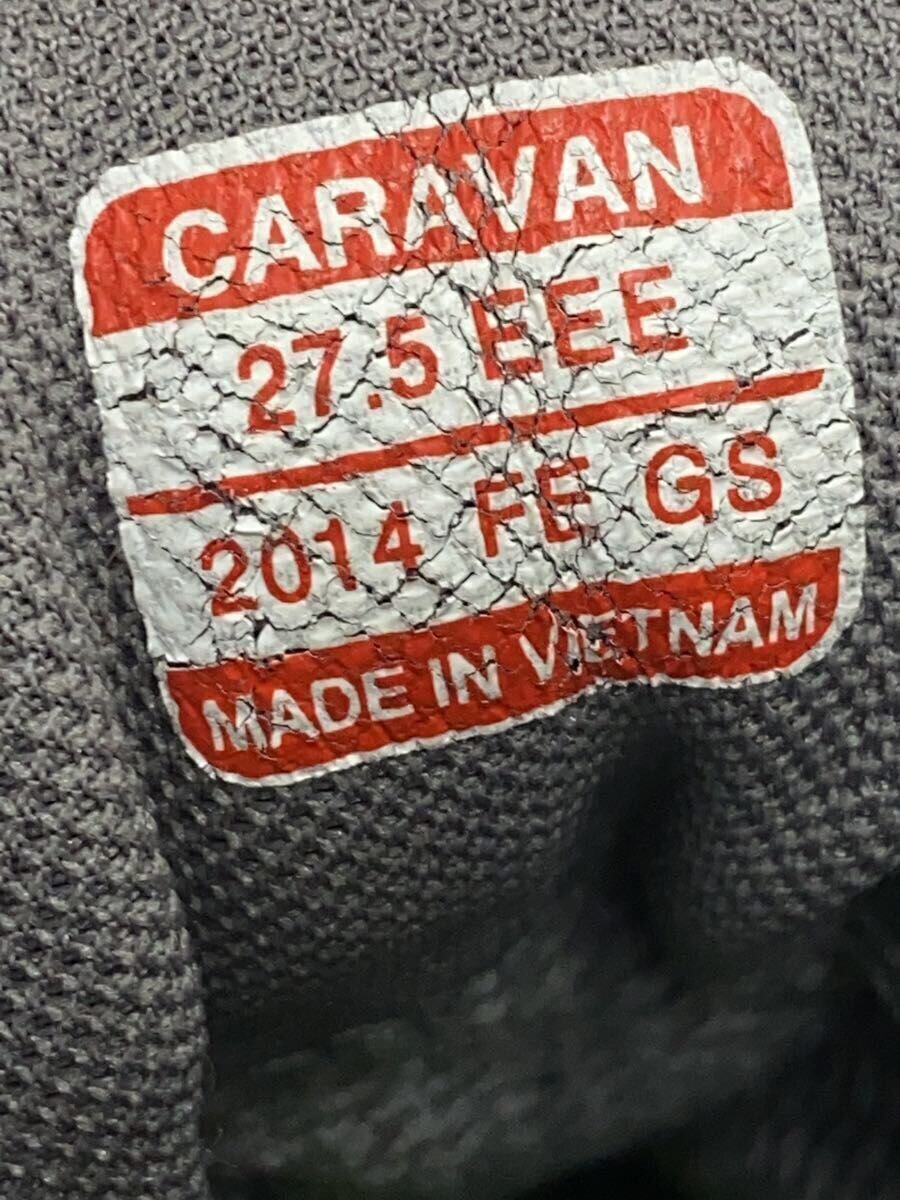 CARAVAN
27.5 EEE
2014 FE GS
MADE IN VIETNAM